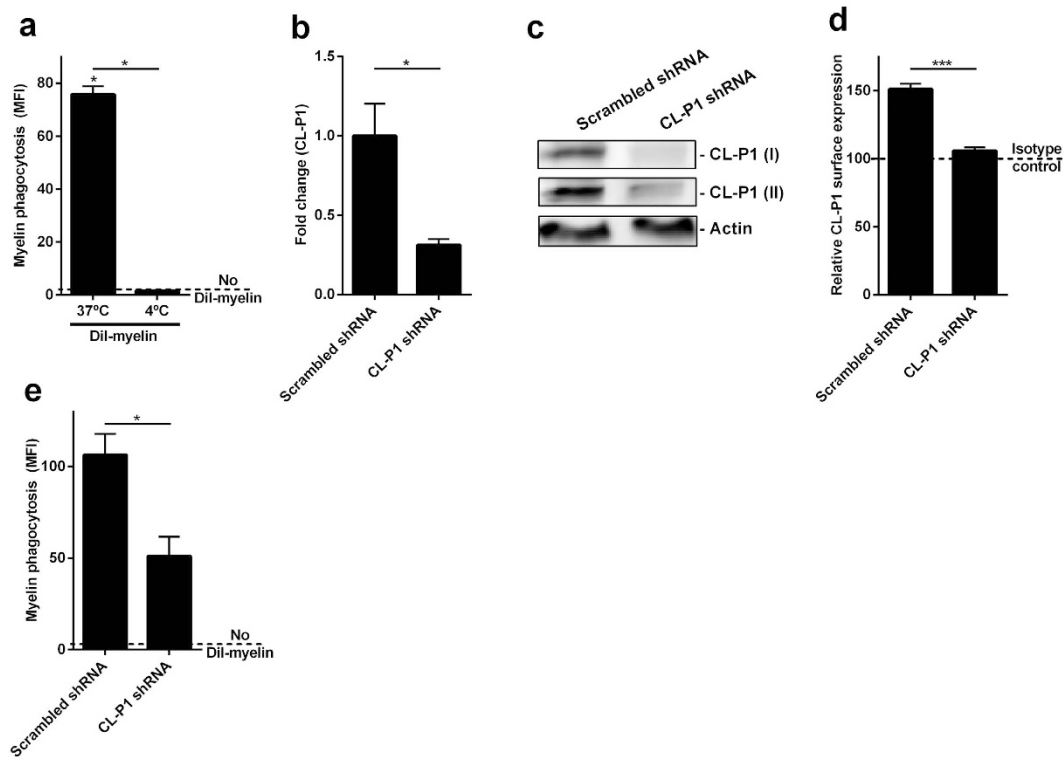 a
Myelin phagocytosis (MFI)
80
60
40
20
0
*
*
No
Dil-myelin
37ºC 4ºC
Dil-myelin
b
Fold change (CL-P1)
1.5
1.0
0.5
0.0
*
Scrambled shRNA
CL-P1 shRNA
c
Scrambled shRNA
CL-P1 shRNA
- CL-P1 (I)
- CL-P1 (II)
- Actin
d
Relative CL-P1 surface expression
150
100
50
0
***
Isotype
control
Scrambled shRNA
CL-P1 shRNA
e
Myelin phagocytosis (MFI)
100
50
0
*
No
Dil-myelin
Scrambled shRNA
CL-P1 shRNA